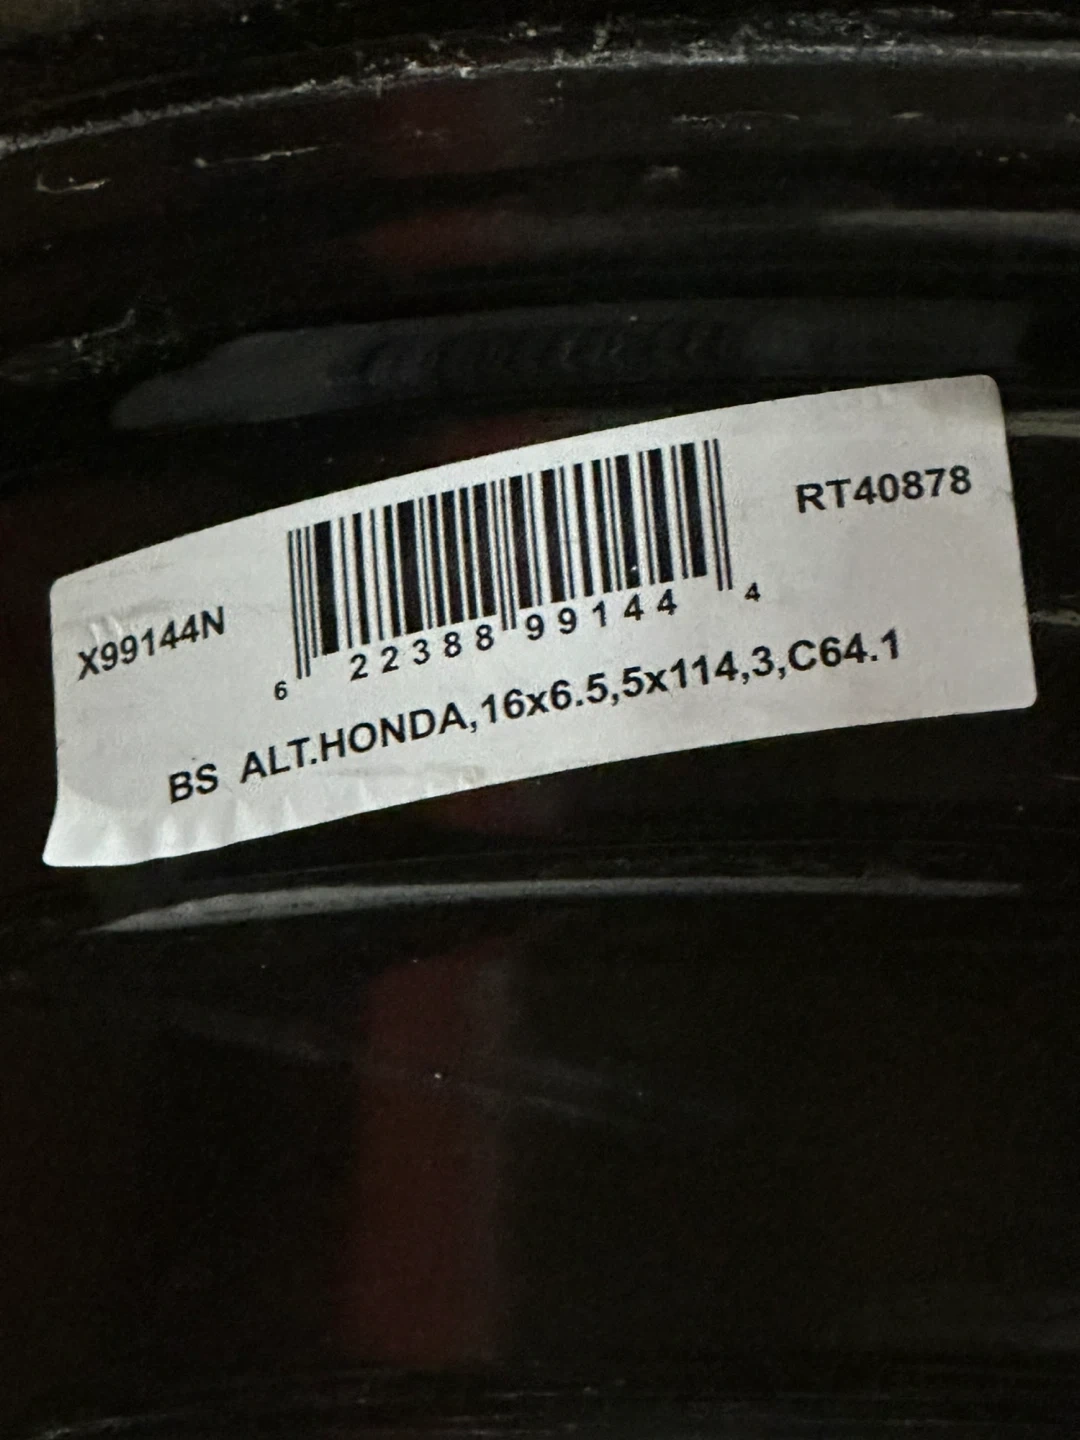 RT40878
X99144N
6 22388 99144 4
BS ALT.HONDA,16x6.5,5x114,3,C64.1